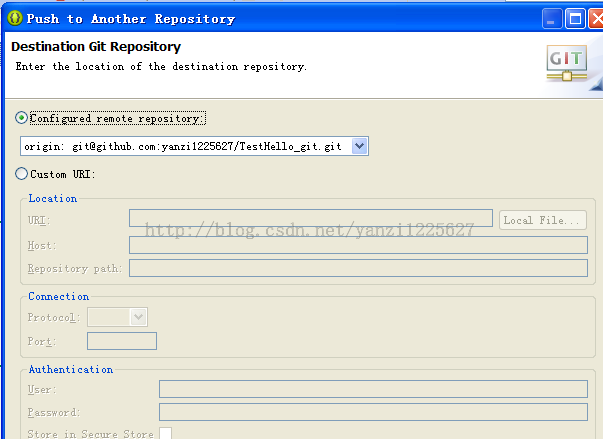 Push to Another Repository
Destination Git Repository
Enter the location of the destination repository.
GIT
Configured remote repository:
origin: git@github.com:yanzi1225627/TestHello_git.git
Custom URI:
Location
URI:
Local File...
http://blog.csdn.net/yanzi1225627
Host:
Repository path:
Connection
Protocol:
Port:
Authentication
User:
Password:
Store in Secure Store